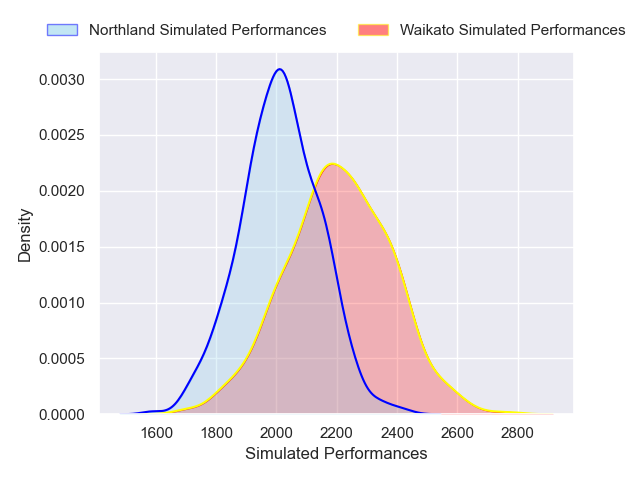 Northland Simulated Performances
Waikato Simulated Performances
0.0030
0.0025
0.0020
0.0015
0.0010
0.0005
0.0000
Density
1600 1800 2000 2200 2400 2600 2800
Simulated Performances